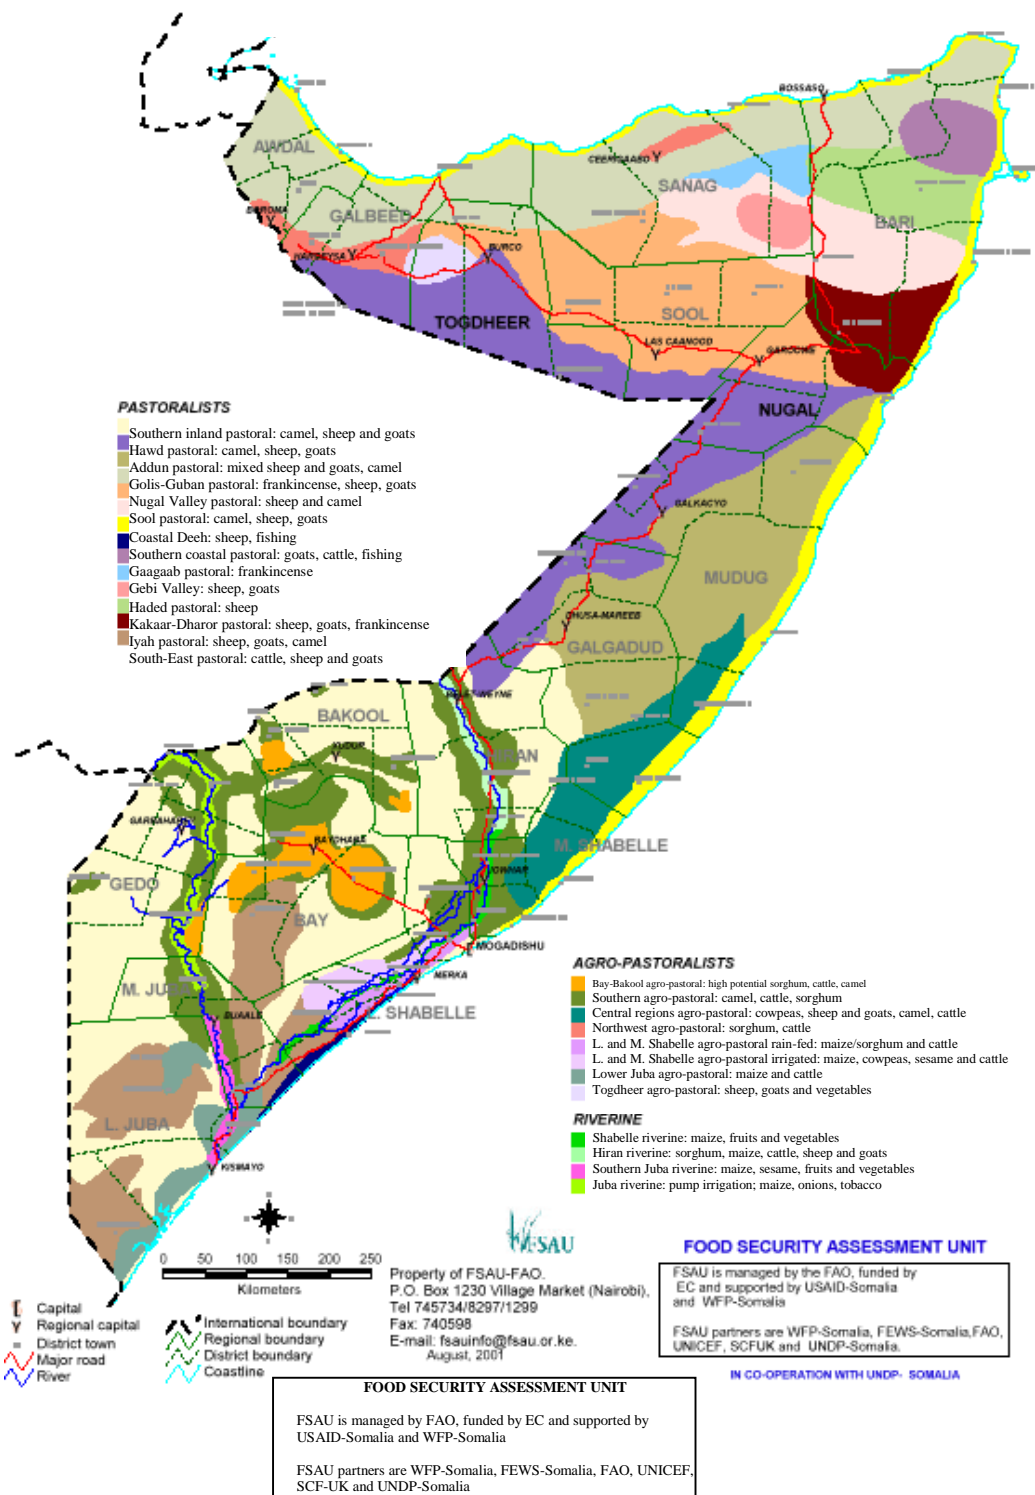 BOSSASO
AWDAL
CEERIGAABO
SANAG
BOROMA
GALBEED
BARI
HARGEYSA
BURCO
TOGDHEER
SOOL
LAS CAANOOD
GAROOWE
NUGAL
PASTORALISTS
Southern inland pastoral: camel, sheep and goats
Hawd pastoral: camel, sheep, goats
Addun pastoral: mixed sheep and goats, camel
Golis-Guban pastoral: frankincense, sheep, goats
Nugal Valley pastoral: sheep and camel
Sool pastoral: camel, sheep, goats
Coastal Deeh: sheep, fishing
Southern coastal pastoral: goats, cattle, fishing
Gaagaab pastoral: frankincense
Gebi Valley: sheep, goats
Haded pastoral: sheep
Kakaar-Dharor pastoral: sheep, goats, frankincense
Iyah pastoral: sheep, goats, camel
South-East pastoral: cattle, sheep and goats
GALKACYO
MUDUG
DHUSA-MAREEB
GALGADUD
BELET-WEYNE
BAKOOL
XUDUR
HIRAN
GARBAHAREY
BAYDHABE
M. SHABELLE
JOWHAR
GEDO
BAY
MOGADISHU
MERKA
M. JUBA
BUAALE
L. SHABELLE
L. JUBA
KISMAYO
AGRO-PASTORALISTS
Bay-Bakool agro-pastoral: high potential sorghum, cattle, camel
Southern agro-pastoral: camel, cattle, sorghum
Central regions agro-pastoral: cowpeas, sheep and goats, camel, cattle
Northwest agro-pastoral: sorghum, cattle
L. and M. Shabelle agro-pastoral rain-fed: maize/sorghum and cattle
L. and M. Shabelle agro-pastoral irrigated: maize, cowpeas, sesame and cattle
Lower Juba agro-pastoral: maize and cattle
Togdheer agro-pastoral: sheep, goats and vegetables
RIVERINE
Shabelle riverine: maize, fruits and vegetables
Hiran riverine: sorghum, maize, cattle, sheep and goats
Southern Juba riverine: maize, sesame, fruits and vegetables
Juba riverine: pump irrigation; maize, onions, tobacco
0 50 100 150 200 250
Kilometers
Capital
Regional capital
District town
Major road
River
International boundary
Regional boundary
District boundary
Coastline
FSAU
Property of FSAU-FAO.
P.O. Box 1230 Village Market (Nairobi),
Tel 745734/8297/1299
Fax: 740598
E-mail: fsauinfo@fsau.or.ke.
August, 2001
FOOD SECURITY ASSESSMENT UNIT
FSAU is managed by the FAO, funded by
EC and supported by USAID-Somalia
and WFP-Somalia
FSAU partners are WFP-Somalia, FEWS-Somalia,FAO,
UNICEF, SCFUK and UNDP-Somalia.
IN CO-OPERATION WITH UNDP- SOMALIA
FOOD SECURITY ASSESSMENT UNIT
FSAU is managed by FAO, funded by EC and supported by
USAID-Somalia and WFP-Somalia
FSAU partners are WFP-Somalia, FEWS-Somalia, FAO, UNICEF,
SCF-UK and UNDP-Somalia